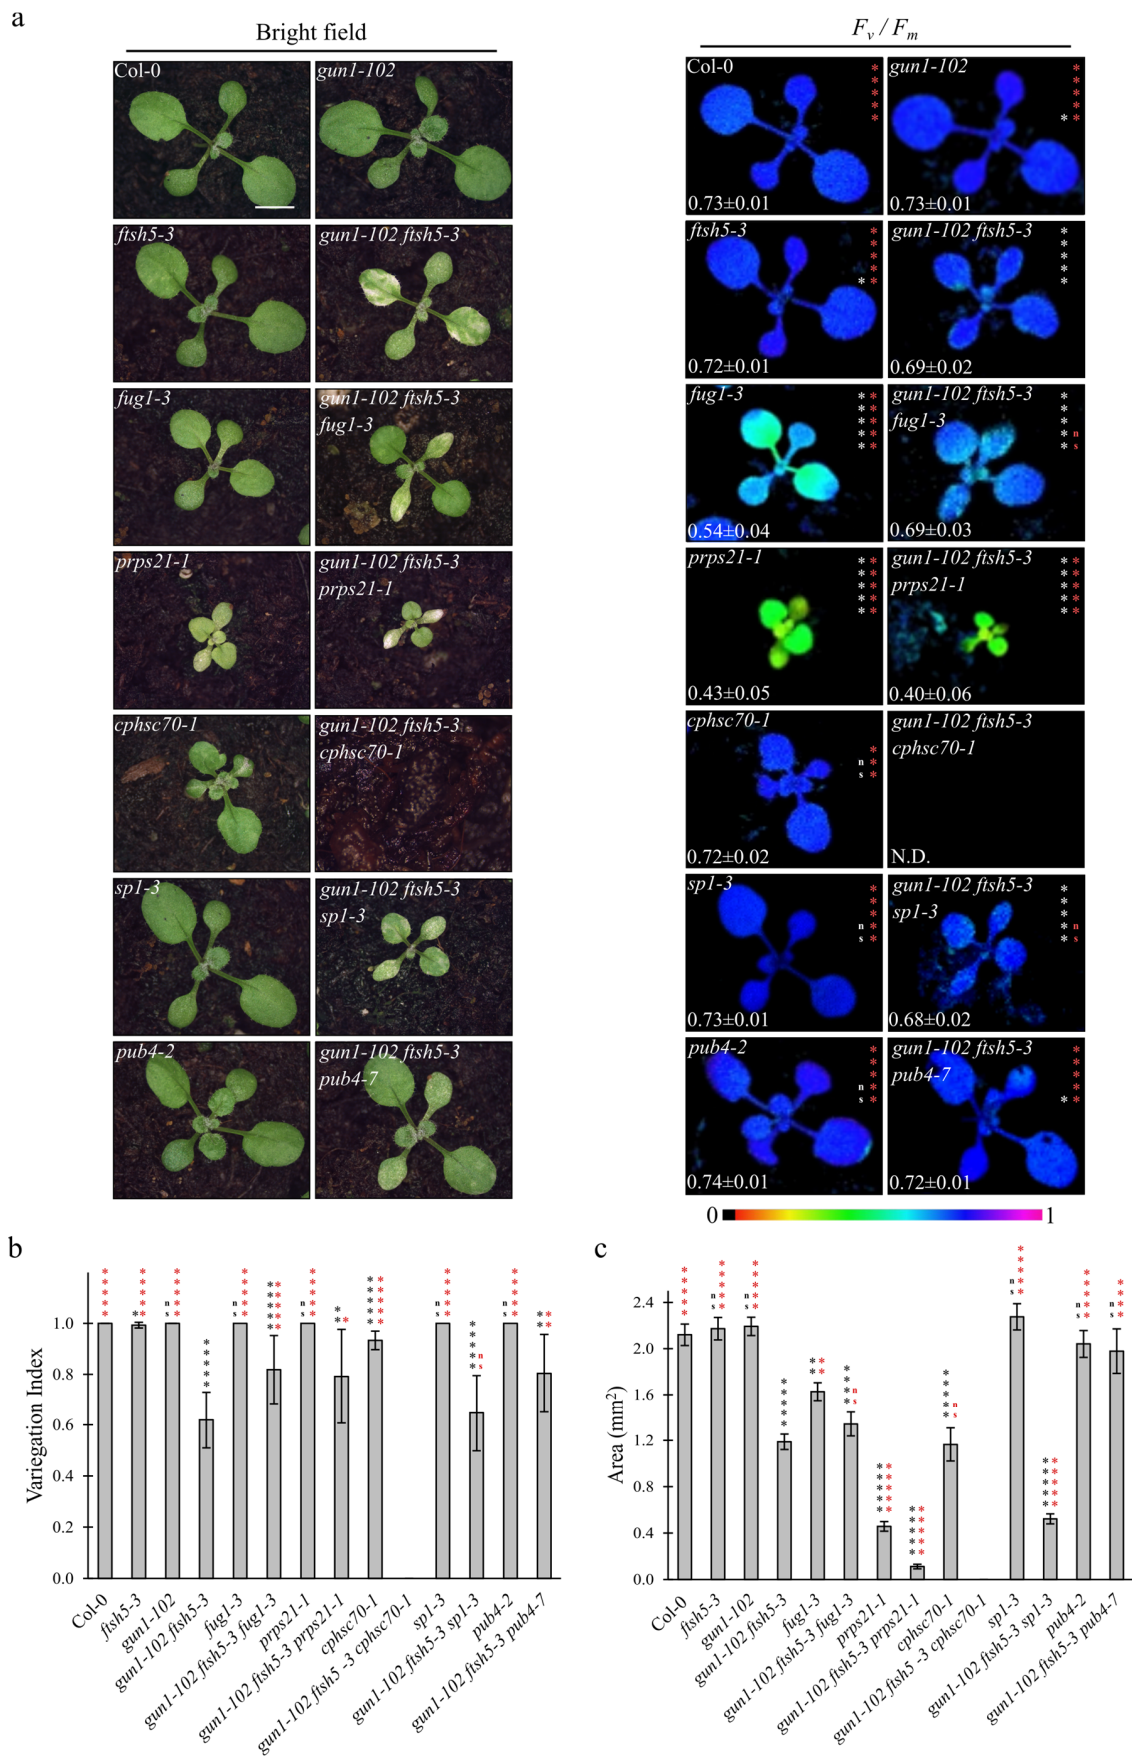 a
Bright field
Fv / Fm
Col-0
gun1-102
ftsh5-3
gun1-102 ftsh5-3
fug1-3
gun1-102 ftsh5-3
fug1-3
prps21-1
gun1-102 ftsh5-3
prps21-1
cphsc70-1
gun1-102 ftsh5-3
cphsc70-1
sp1-3
gun1-102 ftsh5-3
sp1-3
pub4-2
gun1-102 ftsh5-3
pub4-7
Col-0
*****
0.73±0.01
gun1-102
*
*****
0.73±0.01
ftsh5-3
*
*****
0.72±0.01
gun1-102 ftsh5-3
*****
0.69±0.02
fug1-3
*****
*****
0.54±0.04
gun1-102 ftsh5-3
fug1-3
*****
ns
0.69±0.03
prps21-1
*****
*****
0.43±0.05
gun1-102 ftsh5-3
prps21-1
*****
*****
0.40±0.06
cphsc70-1
ns
***
0.72±0.02
gun1-102 ftsh5-3
cphsc70-1
N.D.
sp1-3
ns
*****
0.73±0.01
gun1-102 ftsh5-3
sp1-3
*****
ns
0.68±0.02
pub4-2
ns
*****
0.74±0.01
gun1-102 ftsh5-3
pub4-7
*
*****
0.72±0.01
0
1
b
Variegation Index
1.0
0.8
0.6
0.4
0.2
0.0
Col-0
ftsh5-3
gun1-102
gun1-102 ftsh5-3
fug1-3
gun1-102 ftsh5-3 fug1-3
prps21-1
gun1-102 ftsh5-3 prps21-1
cphsc70-1
gun1-102 ftsh5 -3 cphsc70-1
sp1-3
gun1-102 ftsh5-3 sp1-3
pub4-2
gun1-102 ftsh5-3 pub4-7
c
Area (mm²)
2.4
2.0
1.6
1.2
0.8
0.4
0.0
Col-0
ftsh5-3
gun1-102
gun1-102 ftsh5-3
fug1-3
gun1-102 ftsh5-3 fug1-3
prps21-1
gun1-102 ftsh5-3 prps21-1
cphsc70-1
gun1-102 ftsh5 -3 cphsc70-1
sp1-3
gun1-102 ftsh5-3 sp1-3
pub4-2
gun1-102 ftsh5-3 pub4-7